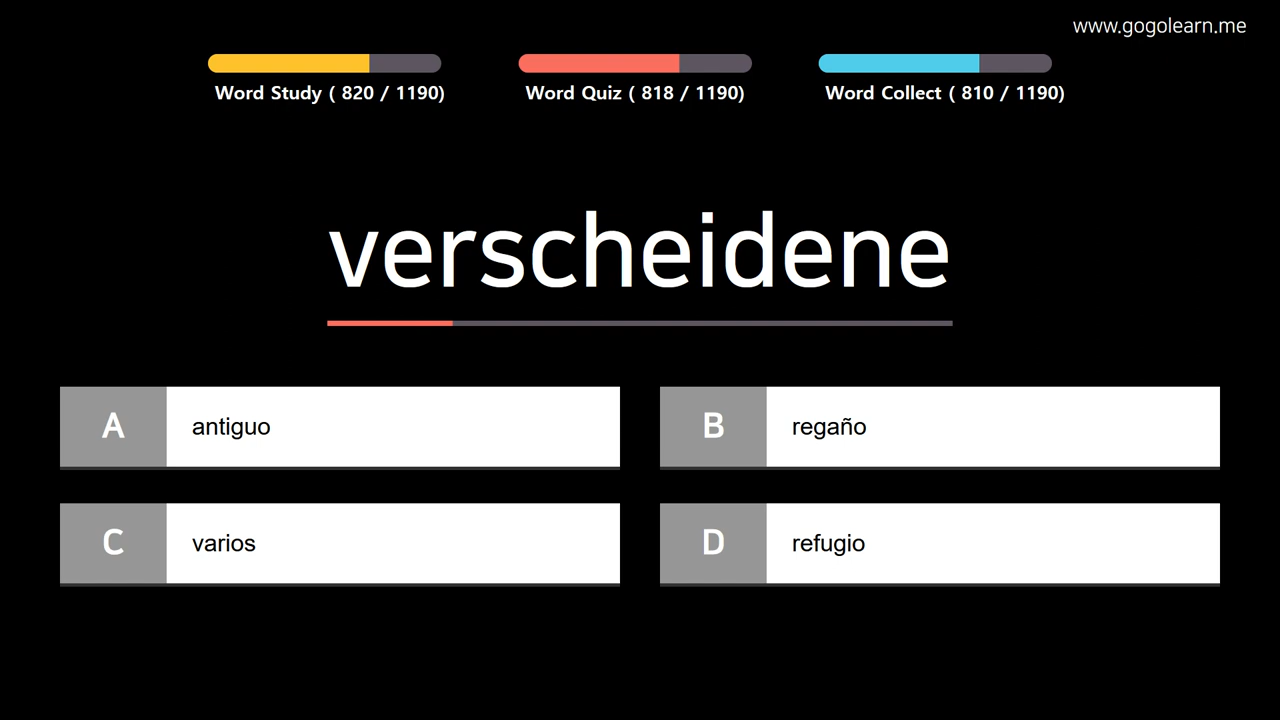 www.gogolearn.me
Word Study ( 820 / 1190)
Word Quiz ( 818 / 1190)
Word Collect ( 810 / 1190)
verscheidene
A
antiguo
B
regaño
C
varios
D
refugio